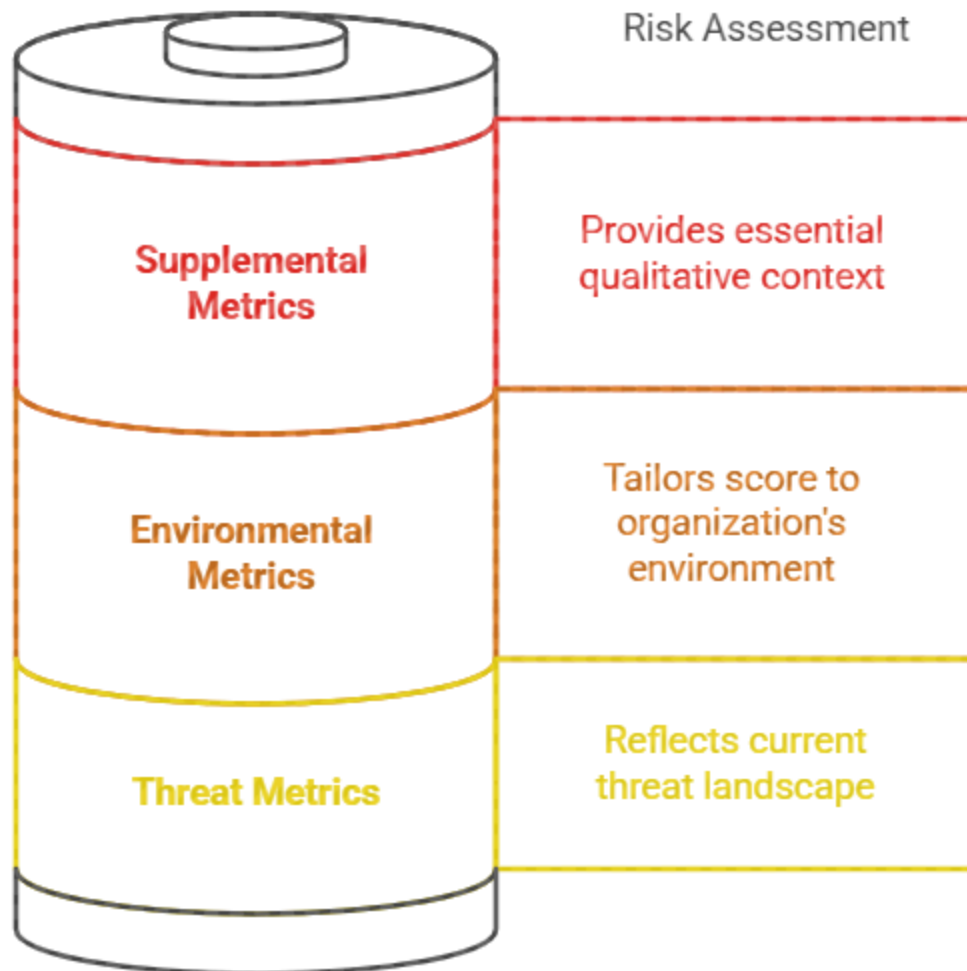 Risk Assessment
Supplemental
Metrics
Provides essential
qualitative context
Environmental
Metrics
Tailors score to
organization's
environment
Threat Metrics
Reflects current
threat landscape